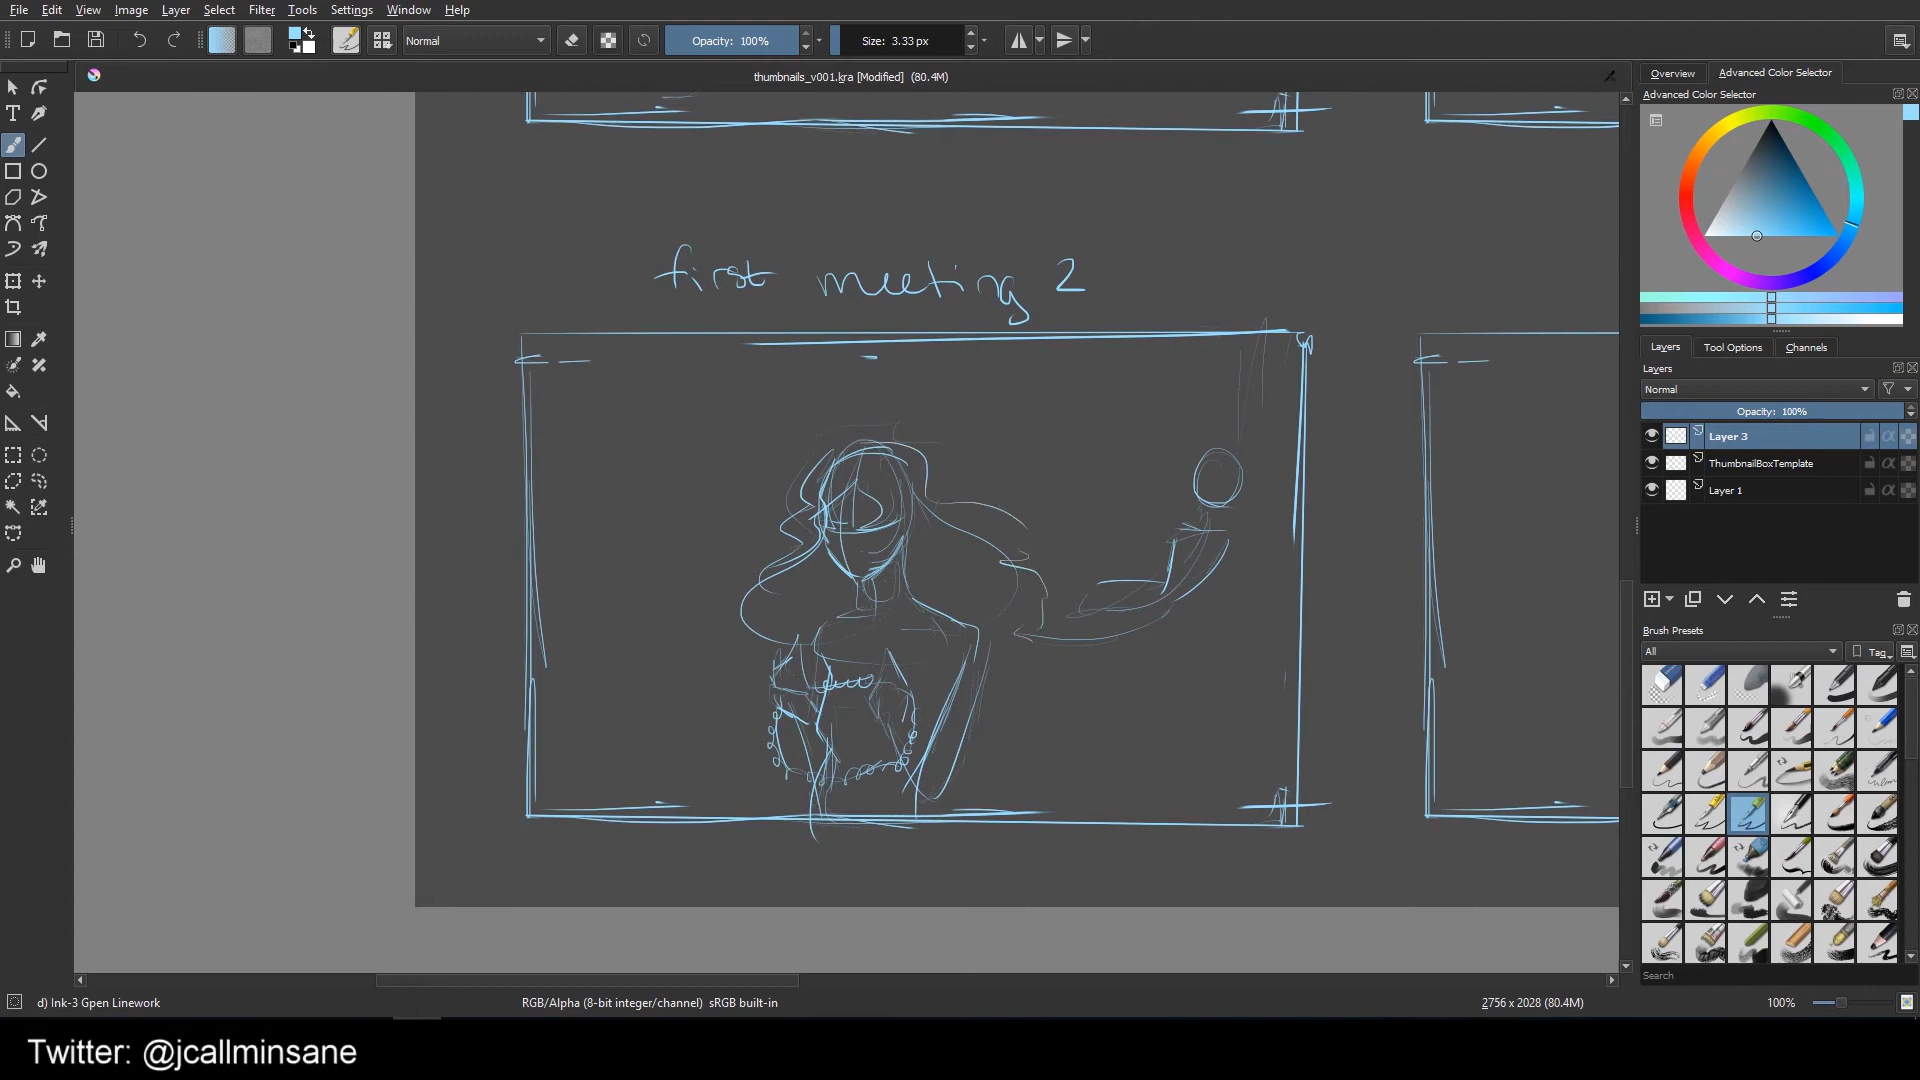 File Edit View Image Layer Select Filter Tools Settings Window Help
Normal
Opacity: 100%
Size: 3.33 px
thumbnails_v001.kra [Modified] (80.4M)
Overview
Advanced Color Selector
Advanced Color Selector
Layers
Tool Options
Channels
Layers
Normal
Opacity: 100%
Layer 3
ThumbnailBoxTemplate
Layer 1
Brush Presets
All
Tag
Search
first meeting 2
d) Ink-3 Gpen Linework
RGB/Alpha (8-bit integer/channel) sRGB built-in
2756 x 2028 (80.4M)
100%
Twitter: @jcallminsane